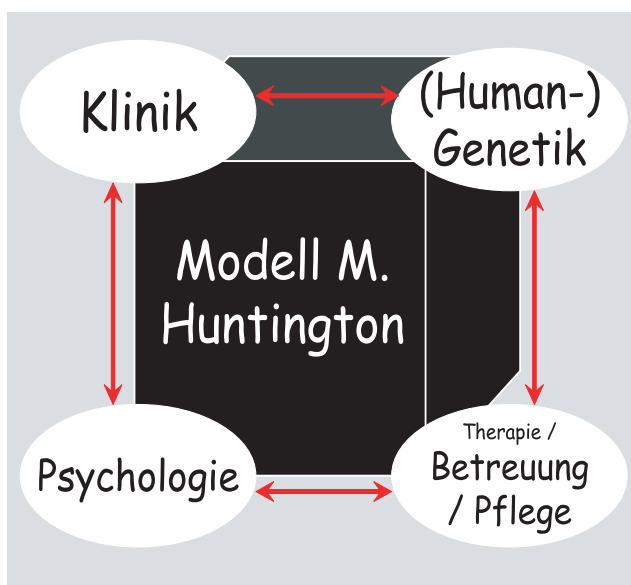 Klinik
(Human-)
Genetik
Modell M.
Huntington
Psychologie
Therapie /
Betreuung
/ Pflege